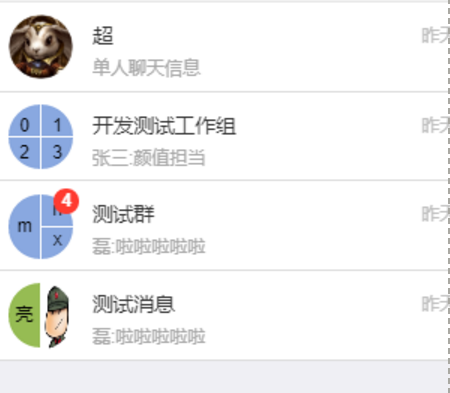 超
昨天
单人聊天信息
0 1
2 3
开发测试工作组
昨天
张三:颜值担当
4
m
x
测试群
昨天
磊:啦啦啦啦啦
亮
测试消息
昨天
磊:啦啦啦啦啦